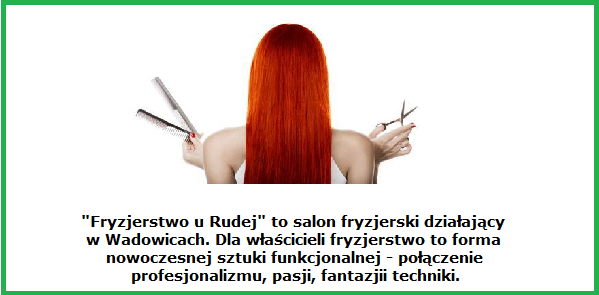 "Fryzjerstwo u Rudej" to salon fryzjerski działający
w Wadowicach. Dla właścicieli fryzjerstwo to forma
nowoczesnej sztuki funkcjonalnej - połączenie
profesjonalizmu, pasji, fantazjii techniki.